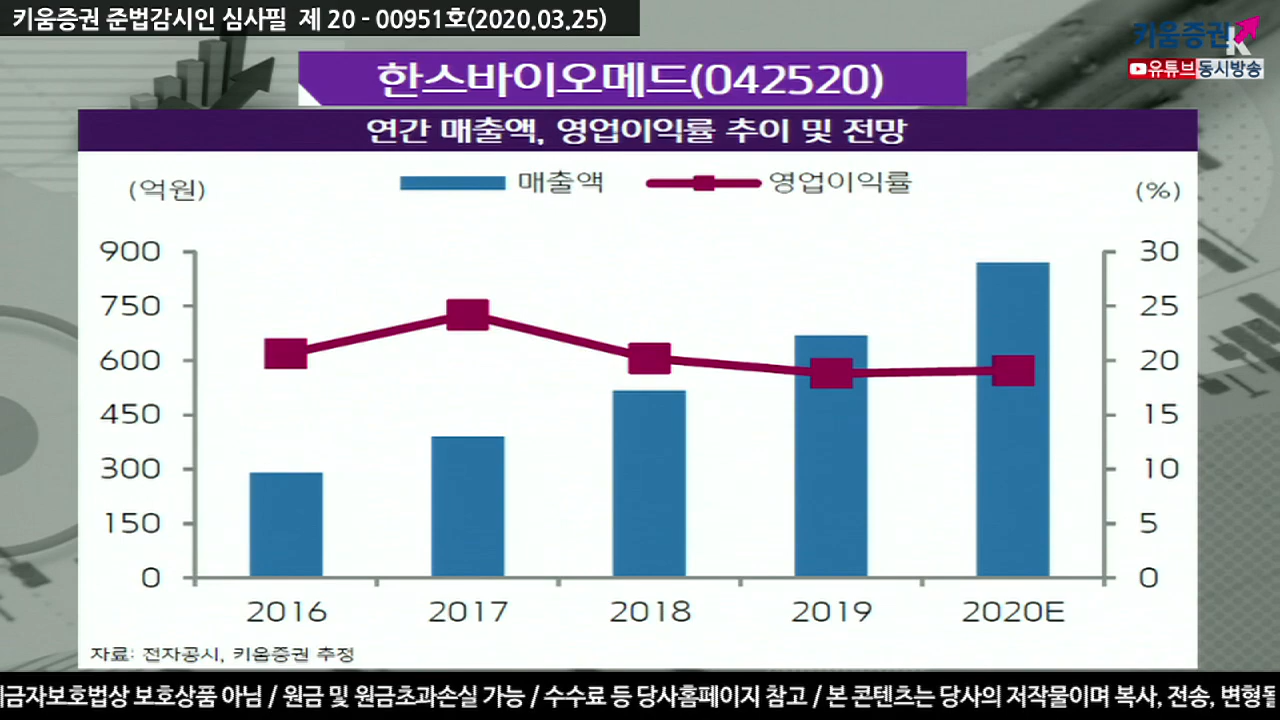 키움증권 준법감시인 심사필 제 20 - 00951호(2020.03.25)
키움증권
유튜브 동시방송
한스바이오메드(042520)
연간 매출액, 영업이익률 추이 및 전망
(억원) 매출액 영업이익률 (%)
900 30
750 25
600 20
450 15
300 10
150 5
0 0
2016 2017 2018 2019 2020E
자료: 전자공시, 키움증권 추정
금자보호법상 보호상품 아님 / 원금 및 원금초과손실 가능 / 수수료 등 당사홈페이지 참고 / 본 콘텐츠는 당사의 저작물이며 복사, 전송, 변형